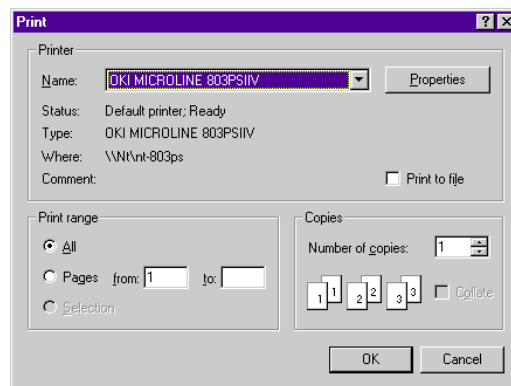 Print
Printer
Name: OKI MICROLINE 803PSIIV Properties
Status: Default printer; Ready
Type: OKI MICROLINE 803PSIIV
Where: \\Nt\nt-803ps
Comment: Print to file
Print range
All
Pages from: 1 to:
Selection
Copies
Number of copies: 1
1 1 2 2 3 3 Collate
OK Cancel